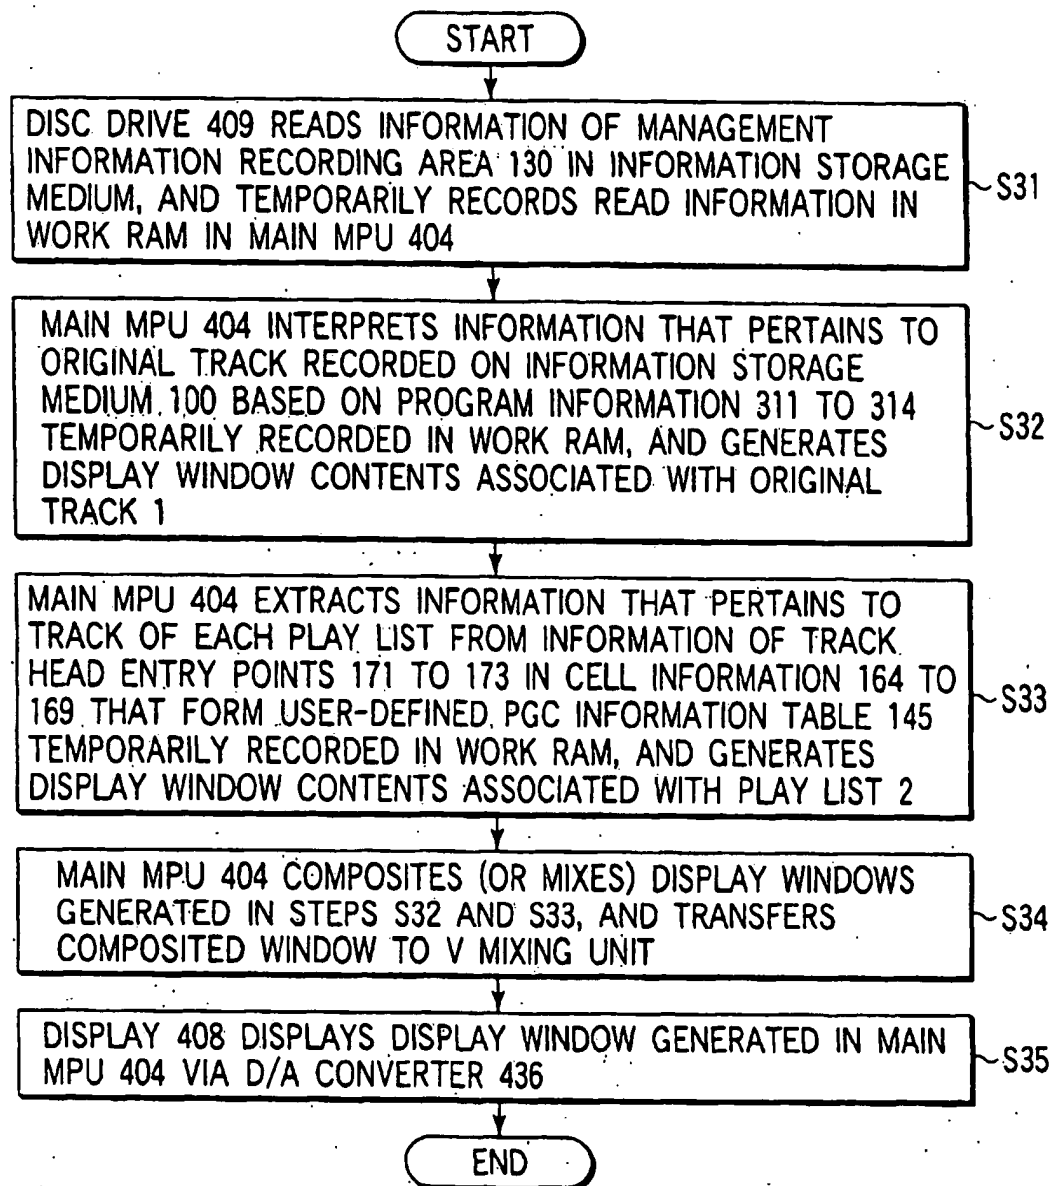 START
DISC DRIVE 409 READS INFORMATION OF MANAGEMENT
INFORMATION RECORDING AREA 130 IN INFORMATION STORAGE
MEDIUM, AND TEMPORARILY RECORDS READ INFORMATION IN
WORK RAM IN MAIN MPU 404
S31
MAIN MPU 404 INTERPRETS INFORMATION THAT PERTAINS TO
ORIGINAL TRACK RECORDED ON INFORMATION STORAGE
MEDIUM 100 BASED ON PROGRAM INFORMATION 311 TO 314
TEMPORARILY RECORDED IN WORK RAM, AND GENERATES
DISPLAY WINDOW CONTENTS ASSOCIATED WITH ORIGINAL
TRACK 1
S32
MAIN MPU 404 EXTRACTS INFORMATION THAT PERTAINS TO
TRACK OF EACH PLAY LIST FROM INFORMATION OF TRACK
HEAD ENTRY POINTS 171 TO 173 IN CELL INFORMATION 164 TO
169 THAT FORM USER-DEFINED PGC INFORMATION TABLE 145
TEMPORARILY RECORDED IN WORK RAM, AND GENERATES
DISPLAY WINDOW CONTENTS ASSOCIATED WITH PLAY LIST 2
S33
MAIN MPU 404 COMPOSITES (OR MIXES) DISPLAY WINDOWS
GENERATED IN STEPS S32 AND S33, AND TRANSFERS
COMPOSITED WINDOW TO V MIXING UNIT
S34
DISPLAY 408 DISPLAYS DISPLAY WINDOW GENERATED IN MAIN
MPU 404 VIA D/A CONVERTER 436
S35
END